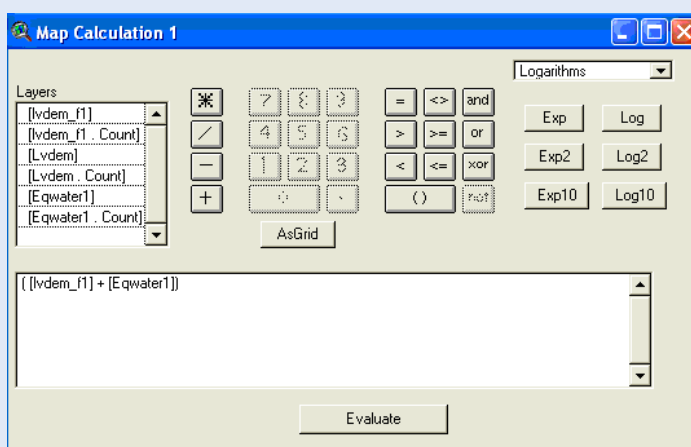 Map Calculation 1
Logarithms
Layers
[lvdem_f1]
[lvdem_f1 . Count]
[Lvdem]
[Lvdem . Count]
[Eqwater1]
[Eqwater1 . Count]
* 7 8 9 = <> and
/ 4 5 6 > >= or
- 1 2 3 < <= xor
+ 0 . ( ) not
AsGrid
Exp Log
Exp2 Log2
Exp10 Log10
( [lvdem_f1] + [Eqwater1])
Evaluate